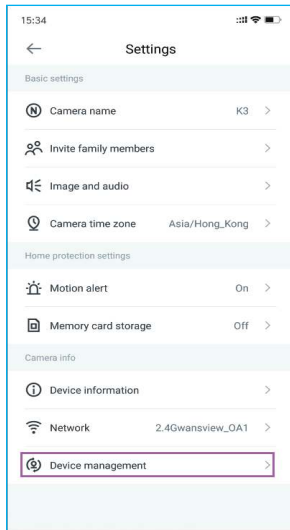 15:34
Settings
Basic settings
Camera name K3
Invite family members
Image and audio
Camera time zone Asia/Hong_Kong
Home protection settings
Motion alert On
Memory card storage Off
Camera info
Device information
Network 2.4Gwansview_OA1
Device management